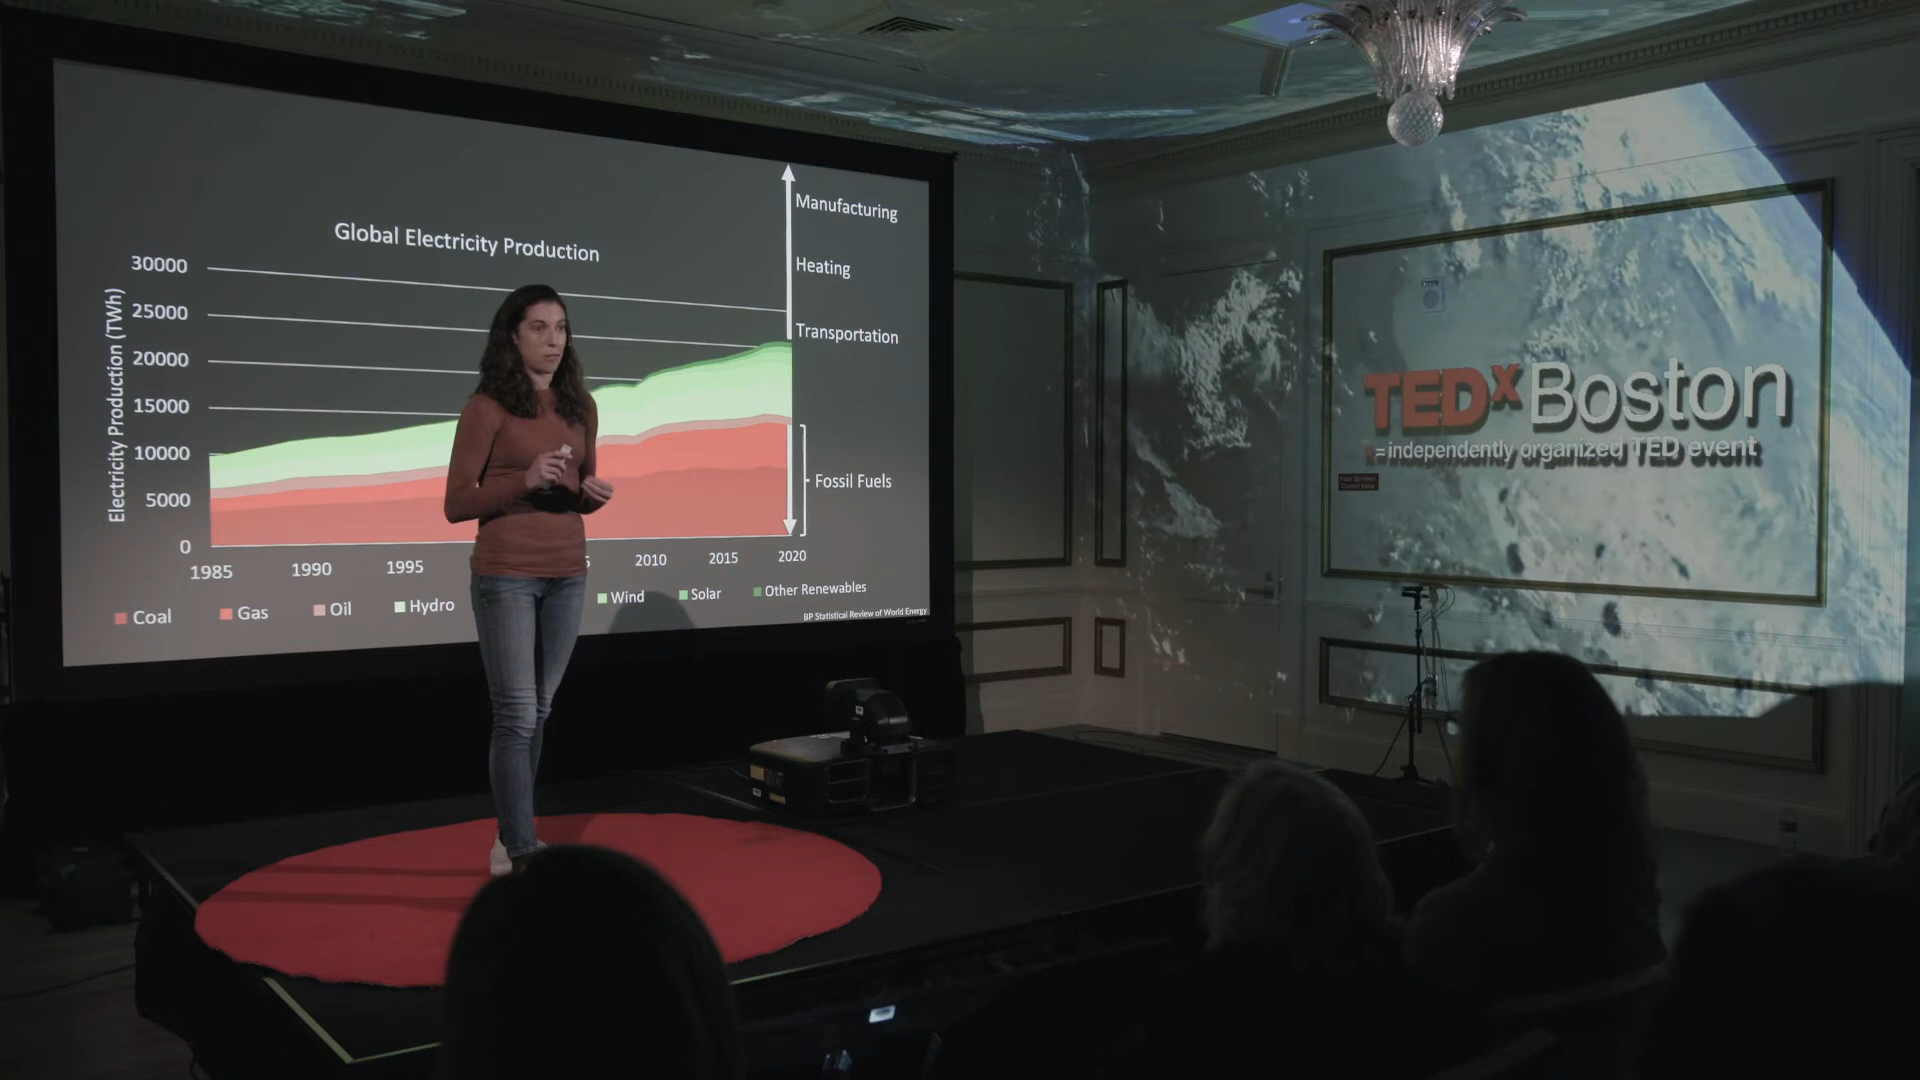 Global Electricity Production
Electricity Production (TWh)
30000
25000
20000
15000
10000
5000
0
1985
1990
1995
2010
2015
2020
Manufacturing
Heating
Transportation
Fossil Fuels
Coal
Gas
Oil
Hydro
Wind
Solar
Other Renewables
BP Statistical Review of World Energy
TEDxBoston
x = independently organized TED event